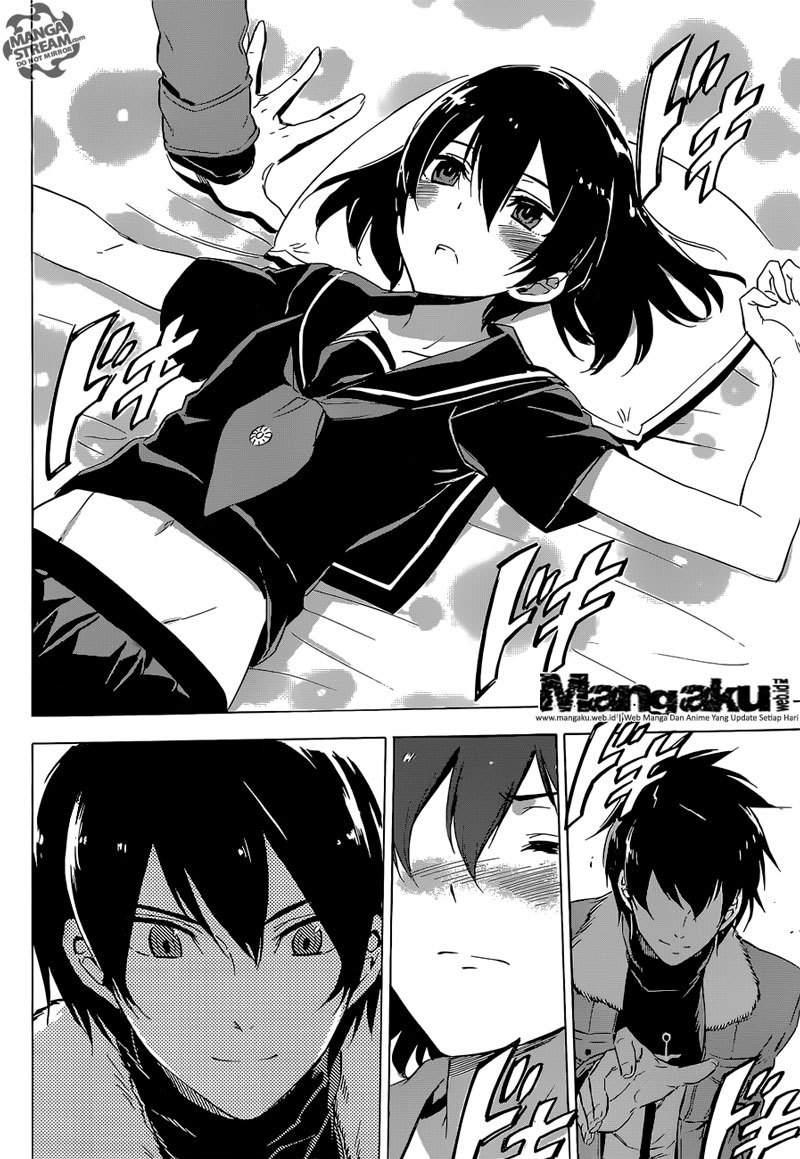 MANGA
STREAM
.COM
DO NOT MIRROR
ドキ
ドキ
ドキ
Mangaku
web.id
www.mangaku.web.id | Web Manga Dan Anime Yang Update Setiap Hari
ドキ
ドキ
ドキ